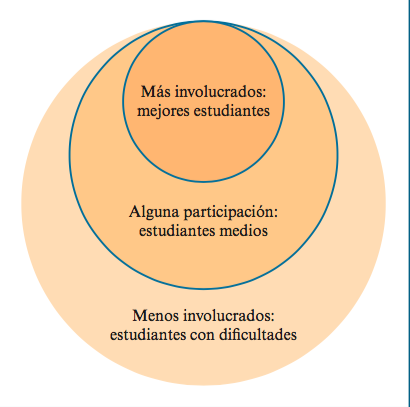 Más involucrados:
mejores estudiantes
Alguna participación:
estudiantes medios
Menos involucrados:
estudiantes con dificultades